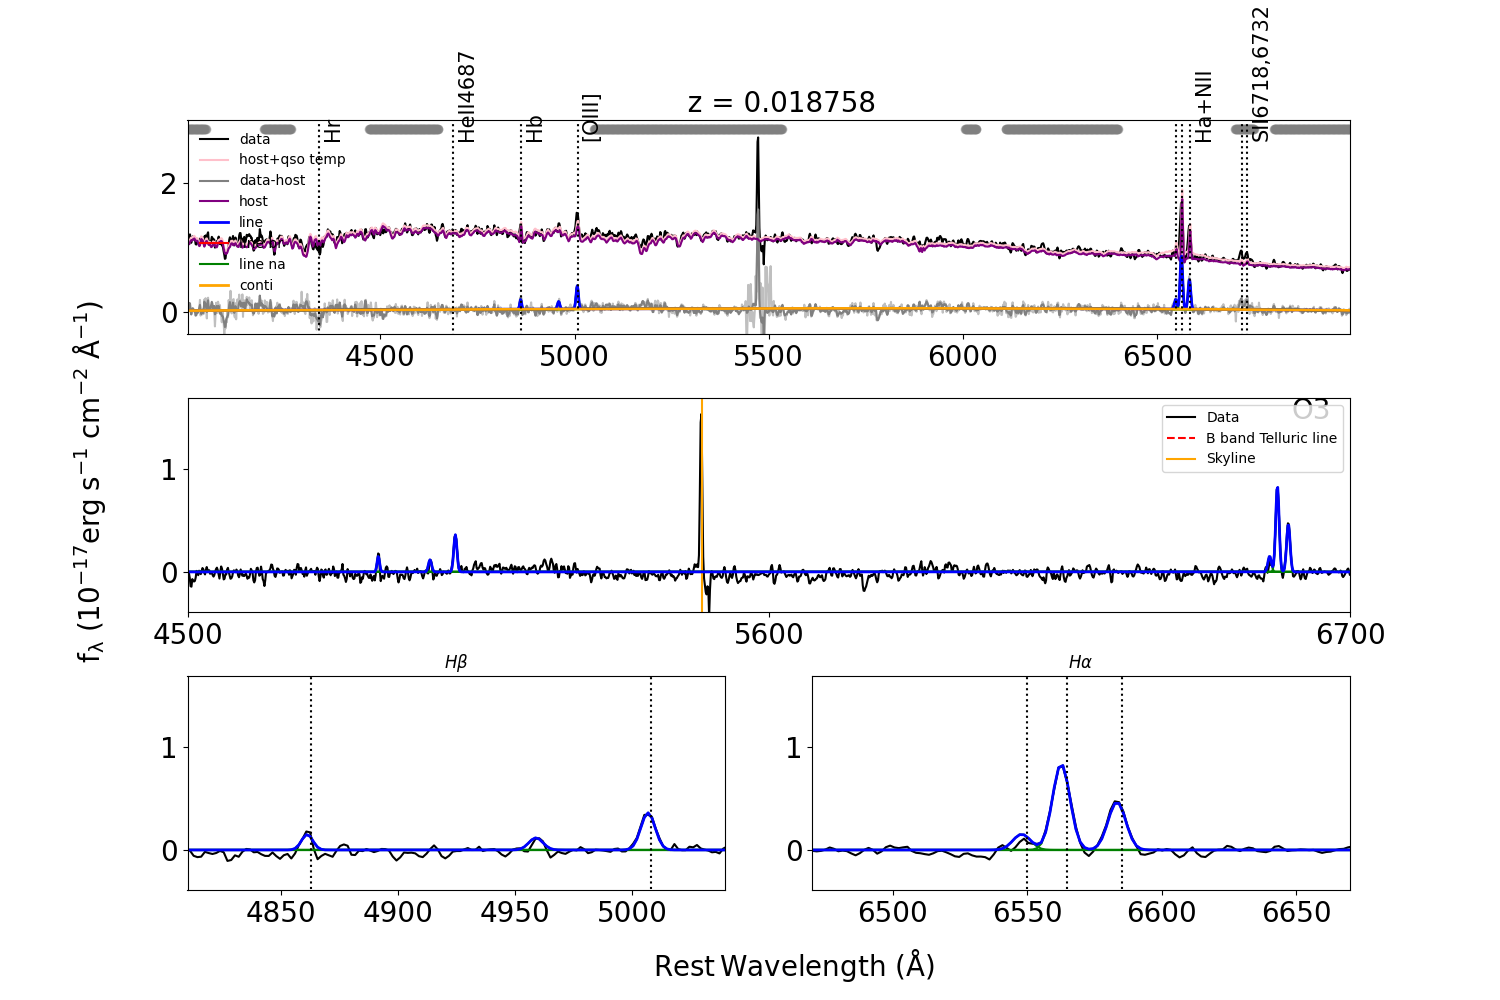 z = 0.018758
Hr
HeII4687
Hb
[OIII]
Ha+NII
SII6718,6732
data
host+qso temp
data-host
host
line
line na
conti
2
0
4500
5000
5500
6000
6500
fλ (10⁻¹⁷erg s⁻¹ cm⁻² Å⁻¹)
O3
Data
B band Telluric line
Skyline
1
0
4500
5600
6700
Hβ
1
0
4850
4900
4950
5000
Hα
1
0
6500
6550
6600
6650
Rest Wavelength (Å)